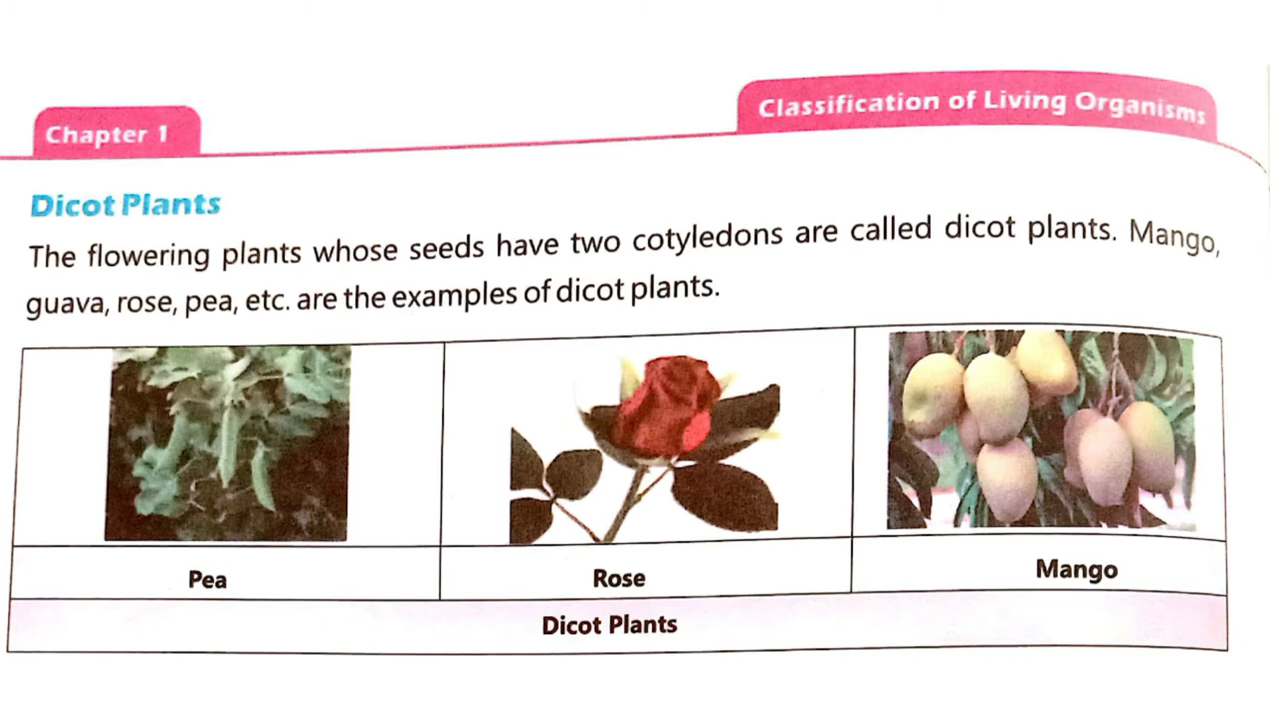 Chapter 1
Classification of Living Organisms
Dicot Plants
The flowering plants whose seeds have two cotyledons are called dicot plants. Mango,
guava, rose, pea, etc. are the examples of dicot plants.
Pea
Rose
Mango
Dicot Plants